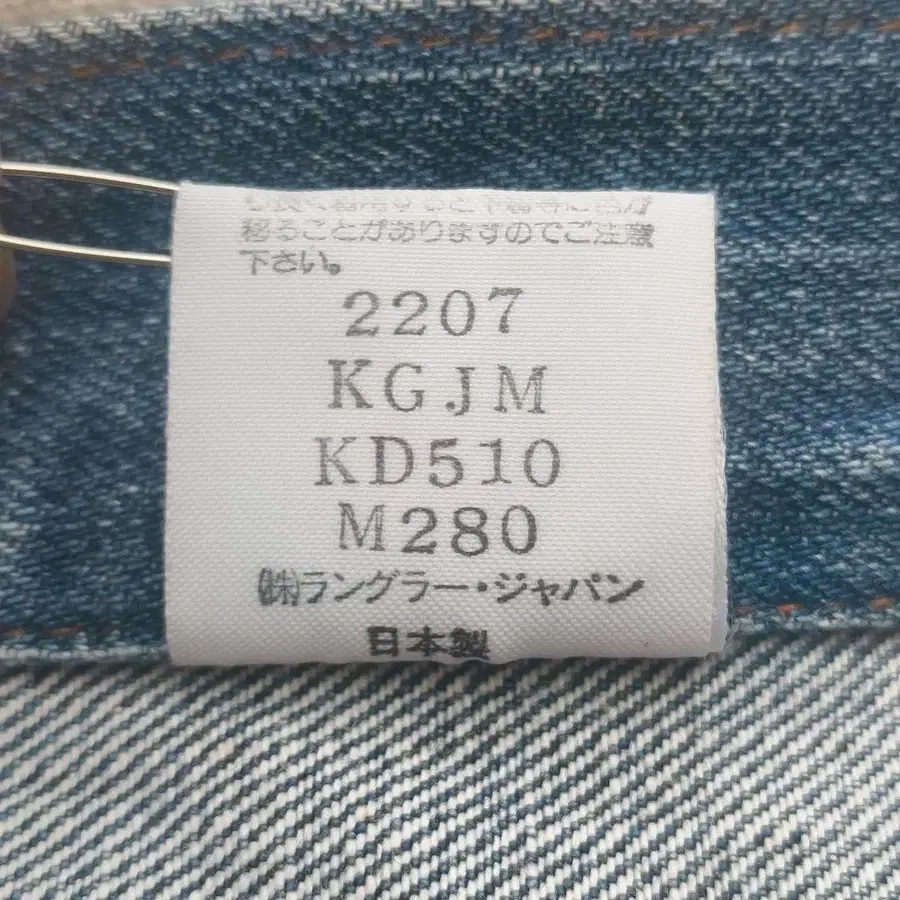 移ることがありますのでご注意
下さい。
2207
KGJM
KD510
M280
㈱ラングラー・ジャパン
日本製